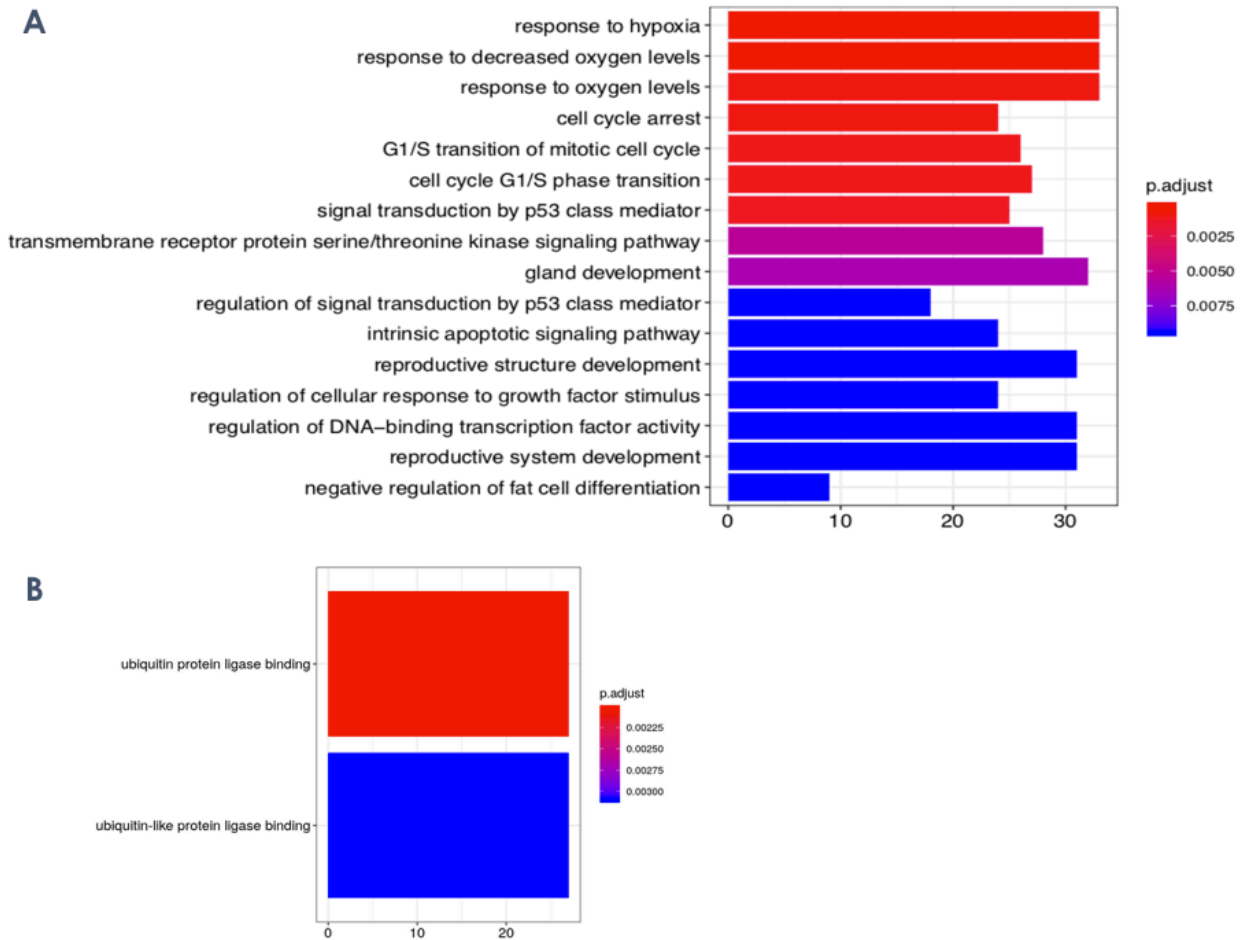 A
response to hypoxia
response to decreased oxygen levels
response to oxygen levels
cell cycle arrest
G1/S transition of mitotic cell cycle
cell cycle G1/S phase transition
signal transduction by p53 class mediator
transmembrane receptor protein serine/threonine kinase signaling pathway
gland development
regulation of signal transduction by p53 class mediator
intrinsic apoptotic signaling pathway
reproductive structure development
regulation of cellular response to growth factor stimulus
regulation of DNA−binding transcription factor activity
reproductive system development
negative regulation of fat cell differentiation
0 10 20 30
p.adjust
0.0025
0.0050
0.0075
B
ubiquitin protein ligase binding
ubiquitin-like protein ligase binding
0 10 20
p.adjust
0.00225
0.00250
0.00275
0.00300